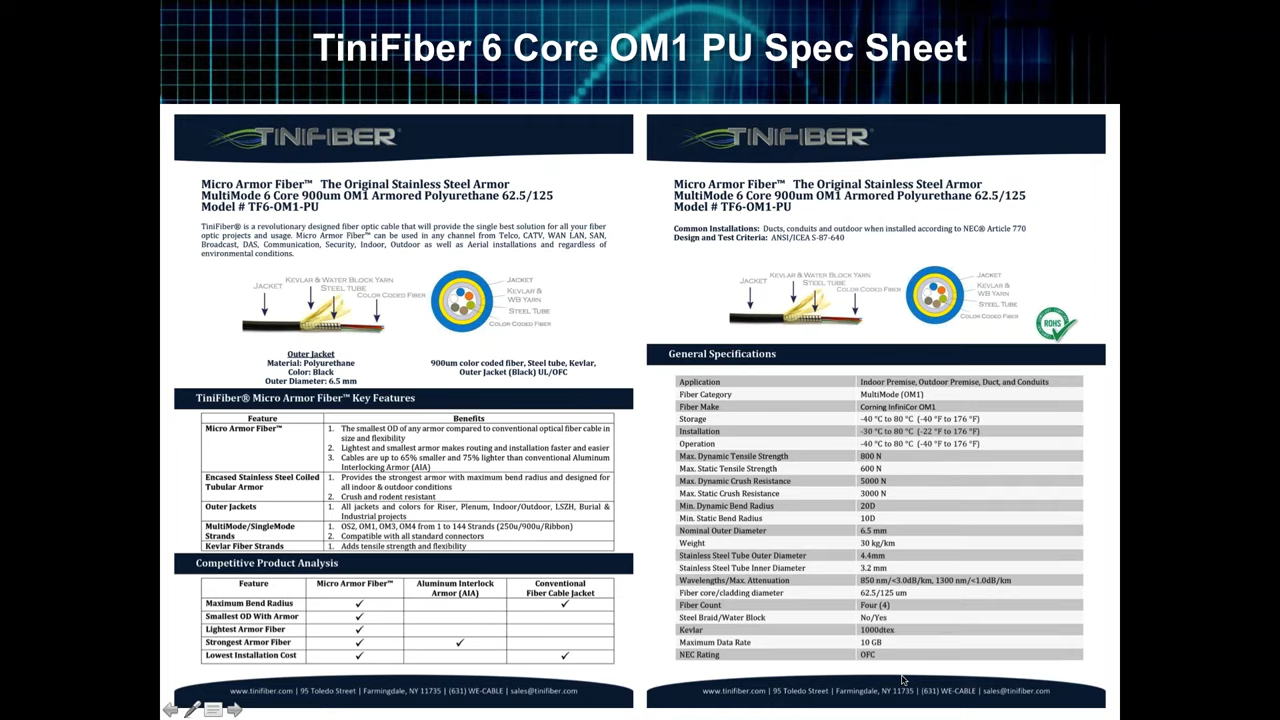 TiniFiber 6 Core OM1 PU Spec Sheet
TINIFIBER®
Micro Armor Fiber™ The Original Stainless Steel Armor
MultiMode 6 Core 900um OM1 Armored Polyurethane 62.5/125
Model # TF6-OM1-PU
TiniFiber® is a revolutionary designed fiber optic cable that will provide the single best solution for all your fiber
optic projects and usage. Micro Armor Fiber™ can be used in any channel from Telco, CATV, WAN LAN, SAN,
Broadcast, DAS, Communication, Security, Indoor, Outdoor as well as Aerial installations and regardless of
environmental conditions.
KEVLAR & WATER BLOCK YARN
JACKET
STEEL TUBE
COLOR CODED FIBER
JACKET
KEVLAR &
WB YARN
STEEL TUBE
COLOR CODED FIBER
Outer Jacket
Material: Polyurethane
Color: Black
Outer Diameter: 6.5 mm
900um color coded fiber, Steel tube, Kevlar,
Outer Jacket (Black) UL/OFC
TiniFiber® Micro Armor Fiber™ Key Features
Feature Benefits
Micro Armor Fiber™ 1. The smallest OD of any armor compared to conventional optical fiber cable in
size and flexibility
2. Lightest and smallest armor makes routing and installation faster and easier
3. Cables are up to 65% smaller and 75% lighter than conventional Aluminum
Interlocking Armor (AIA)
Encased Stainless Steel Coiled 1. Provides the strongest armor with maximum bend radius and designed for
Tubular Armor all indoor & outdoor conditions
2. Crush and rodent resistant
Outer Jackets 1. All jackets and colors for Riser, Plenum, Indoor/Outdoor, LSZH, Burial &
Industrial projects
MultiMode/SingleMode 1. OS2, OM1, OM3, OM4 from 1 to 144 Strands (250u/900u/Ribbon)
Strands 2. Compatible with all standard connectors
Kevlar Fiber Strands 1. Adds tensile strength and flexibility
Competitive Product Analysis
Feature Micro Armor Fiber™ Aluminum Interlock Conventional
Armor (AIA) Fiber Cable Jacket
Maximum Bend Radius ✓ ✓
Smallest OD With Armor ✓
Lightest Armor Fiber ✓
Strongest Armor Fiber ✓ ✓
Lowest Installation Cost ✓ ✓
www.tinifiber.com | 95 Toledo Street | Farmingdale, NY 11735 | (631) WE-CABLE | sales@tinifiber.com
TINIFIBER®
Micro Armor Fiber™ The Original Stainless Steel Armor
MultiMode 6 Core 900um OM1 Armored Polyurethane 62.5/125
Model # TF6-OM1-PU
Common Installations: Ducts, conduits and outdoor when installed according to NEC® Article 770
Design and Test Criteria: ANSI/ICEA S-87-640
KEVLAR & WATER BLOCK YARN
JACKET
STEEL TUBE
COLOR CODED FIBER
JACKET
KEVLAR &
WB YARN
STEEL TUBE
COLOR CODED FIBER
ROHS
General Specifications
Application Indoor Premise, Outdoor Premise, Duct, and Conduits
Fiber Category MultiMode (OM1)
Fiber Make Corning InfiniCor OM1
Storage -40 °C to 80 °C (-40 °F to 176 °F)
Installation -30 °C to 80 °C (-22 °F to 176 °F)
Operation -40 °C to 80 °C (-40 °F to 176 °F)
Max. Dynamic Tensile Strength 800 N
Max. Static Tensile Strength 600 N
Max. Dynamic Crush Resistance 5000 N
Max. Static Crush Resistance 3000 N
Min. Dynamic Bend Radius 20D
Min. Static Bend Radius 10D
Nominal Outer Diameter 6.5 mm
Weight 30 kg/km
Stainless Steel Tube Outer Diameter 4.4mm
Stainless Steel Tube Inner Diameter 3.2 mm
Wavelengths/Max. Attenuation 850 nm/<3.0dB/km, 1300 nm/<1.0dB/km
Fiber core/cladding diameter 62.5/125 um
Fiber Count Four (4)
Steel Braid/Water Block No/Yes
Kevlar 1000dtex
Maximum Data Rate 10 GB
NEC Rating OFC
www.tinifiber.com | 95 Toledo Street | Farmingdale, NY 11735 | (631) WE-CABLE | sales@tinifiber.com